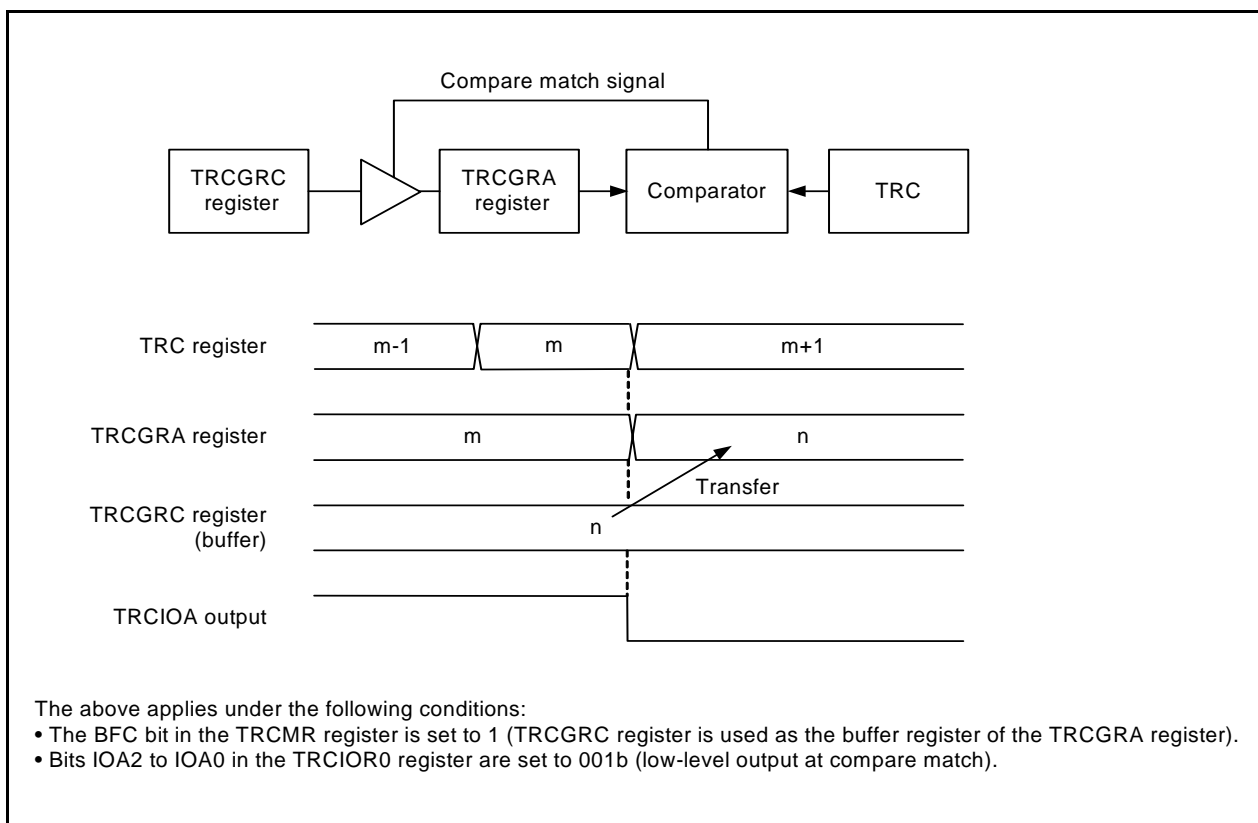 Compare match signal
TRCGRC
register
TRCGRA
register
Comparator
TRC
TRC register
m-1
m
m+1
TRCGRA register
m
n
Transfer
TRCGRC register
(buffer)
n
TRCIOA output
The above applies under the following conditions:
• The BFC bit in the TRCMR register is set to 1 (TRCGRC register is used as the buffer register of the TRCGRA register).
• Bits IOA2 to IOA0 in the TRCIOR0 register are set to 001b (low-level output at compare match).